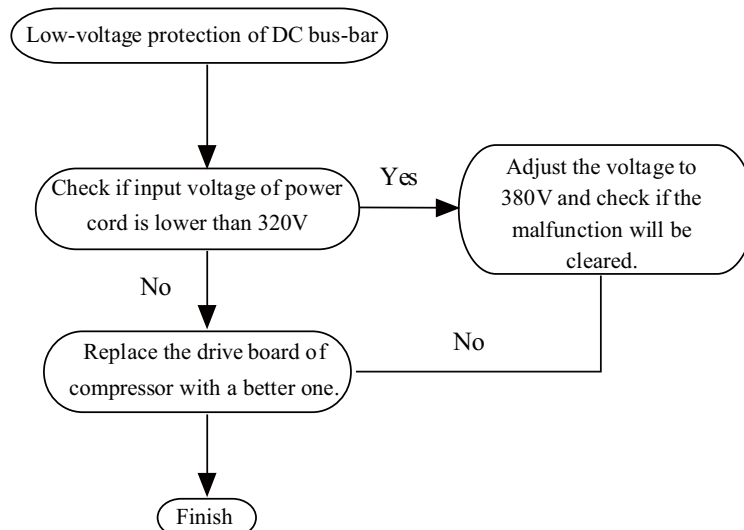 Low-voltage protection of DC bus-bar
Check if input voltage of power
cord is lower than 320V
Yes
Adjust the voltage to
380V and check if the
malfunction will be
cleared.
No
Replace the drive board of
compressor with a better one.
No
Finish